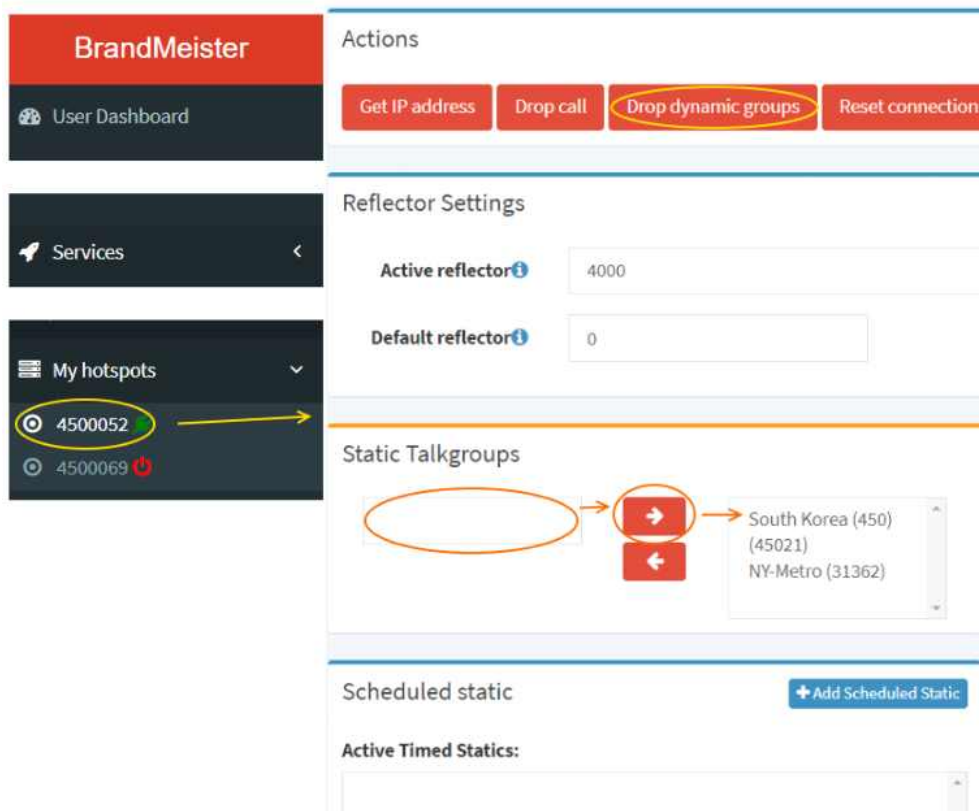 BrandMeister
User Dashboard
Services
My hotspots
4500052
4500069
Actions
Get IP address Drop call Drop dynamic groups Reset connection
Reflector Settings
Active reflector 4000
Default reflector 0
Static Talkgroups
South Korea (450)
(45021)
NY-Metro (31362)
Scheduled static
Add Scheduled Static
Active Timed Statics: